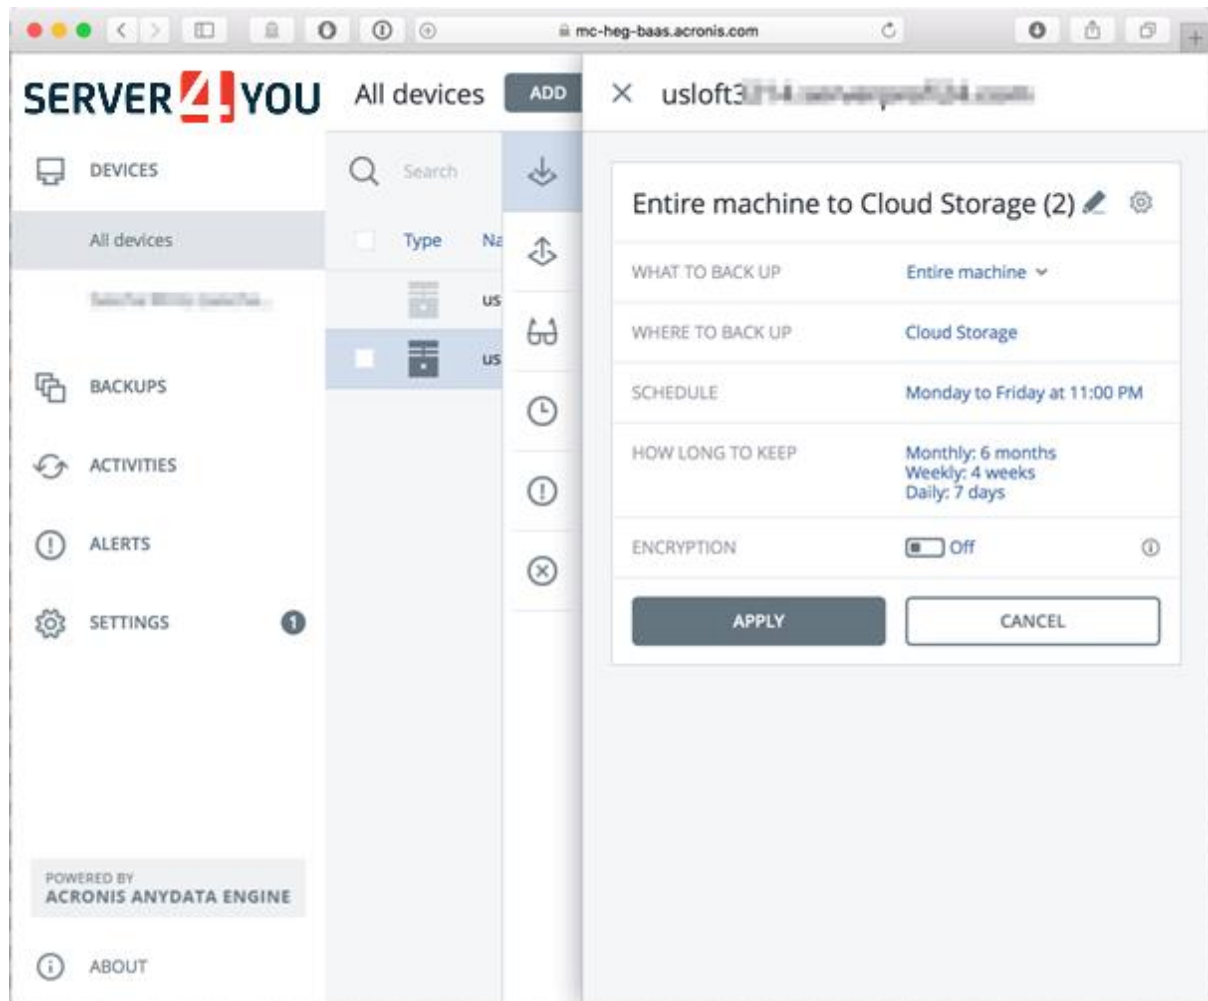 mc-heg-baas.acronis.com
SERVER4YOU
All devices
ADD
usloft3
DEVICES
All devices
BACKUPS
ACTIVITIES
ALERTS
SETTINGS
1
POWERED BY
ACRONIS ANYDATA ENGINE
ABOUT
Search
Type Na
us
us
Entire machine to Cloud Storage (2)
WHAT TO BACK UP Entire machine
WHERE TO BACK UP Cloud Storage
SCHEDULE Monday to Friday at 11:00 PM
HOW LONG TO KEEP Monthly: 6 months
Weekly: 4 weeks
Daily: 7 days
ENCRYPTION Off
APPLY CANCEL